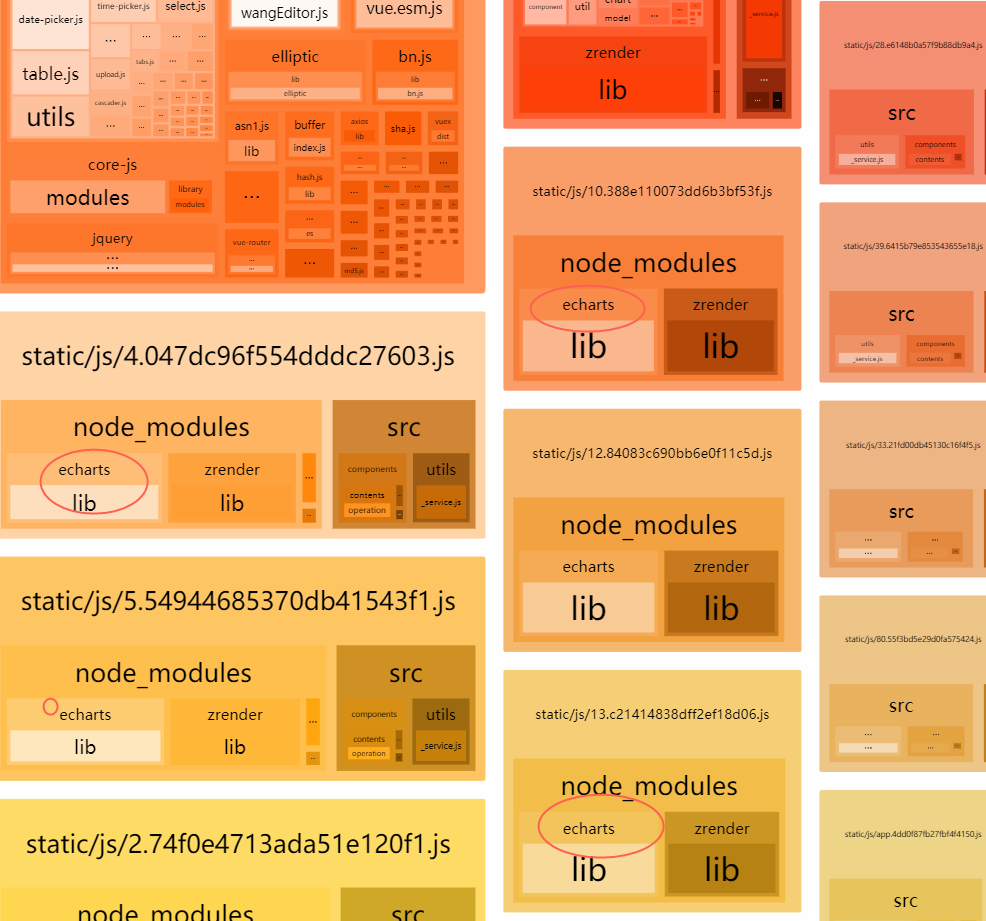 date-picker.js
time-picker.js
select.js
...
...
...
...
table.js
upload.js
tabs.js
...
...
utils
cascader.js
...
core-js
modules
library
modules
jquery
...
...
wangEditor.js
vue.esm.js
elliptic
lib
elliptic
bn.js
lib
bn.js
asn1.js
lib
buffer
index.js
axios
lib
sha.js
vuex
dist
...
hash.js
lib
...
...
es
vue-router
...
...
...
md5.js
static/js/4.047dc96f554dddc27603.js
node_modules
echarts
lib
zrender
lib
...
src
components
contents
operation
utils
_service.js
static/js/5.54944685370db41543f1.js
node_modules
echarts
lib
zrender
lib
...
src
components
contents
operation
utils
_service.js
static/js/2.74f0e4713ada51e120f1.js
node_modules
src
component
util
chart
model
...
zrender
lib
_service.js
...
...
static/js/10.388e110073dd6b3bf53f.js
node_modules
echarts
lib
zrender
lib
static/js/12.84083c690bb6e0f11c5d.js
node_modules
echarts
lib
zrender
lib
static/js/13.c21414838dff2ef18d06.js
node_modules
echarts
lib
zrender
lib
static/js/28.e6148b0a57f9b88db9a4.js
src
utils
_service.js
components
contents
static/js/39.6415b79e853543655e18.js
src
utils
_service.js
components
contents
static/js/33.21fd00db45130c16f4f5.js
src
...
...
...
...
static/js/80.55f3bd5e29d0fa575424.js
src
...
...
...
...
static/js/app.4dd0f87fb27fbf4f4150.js
src